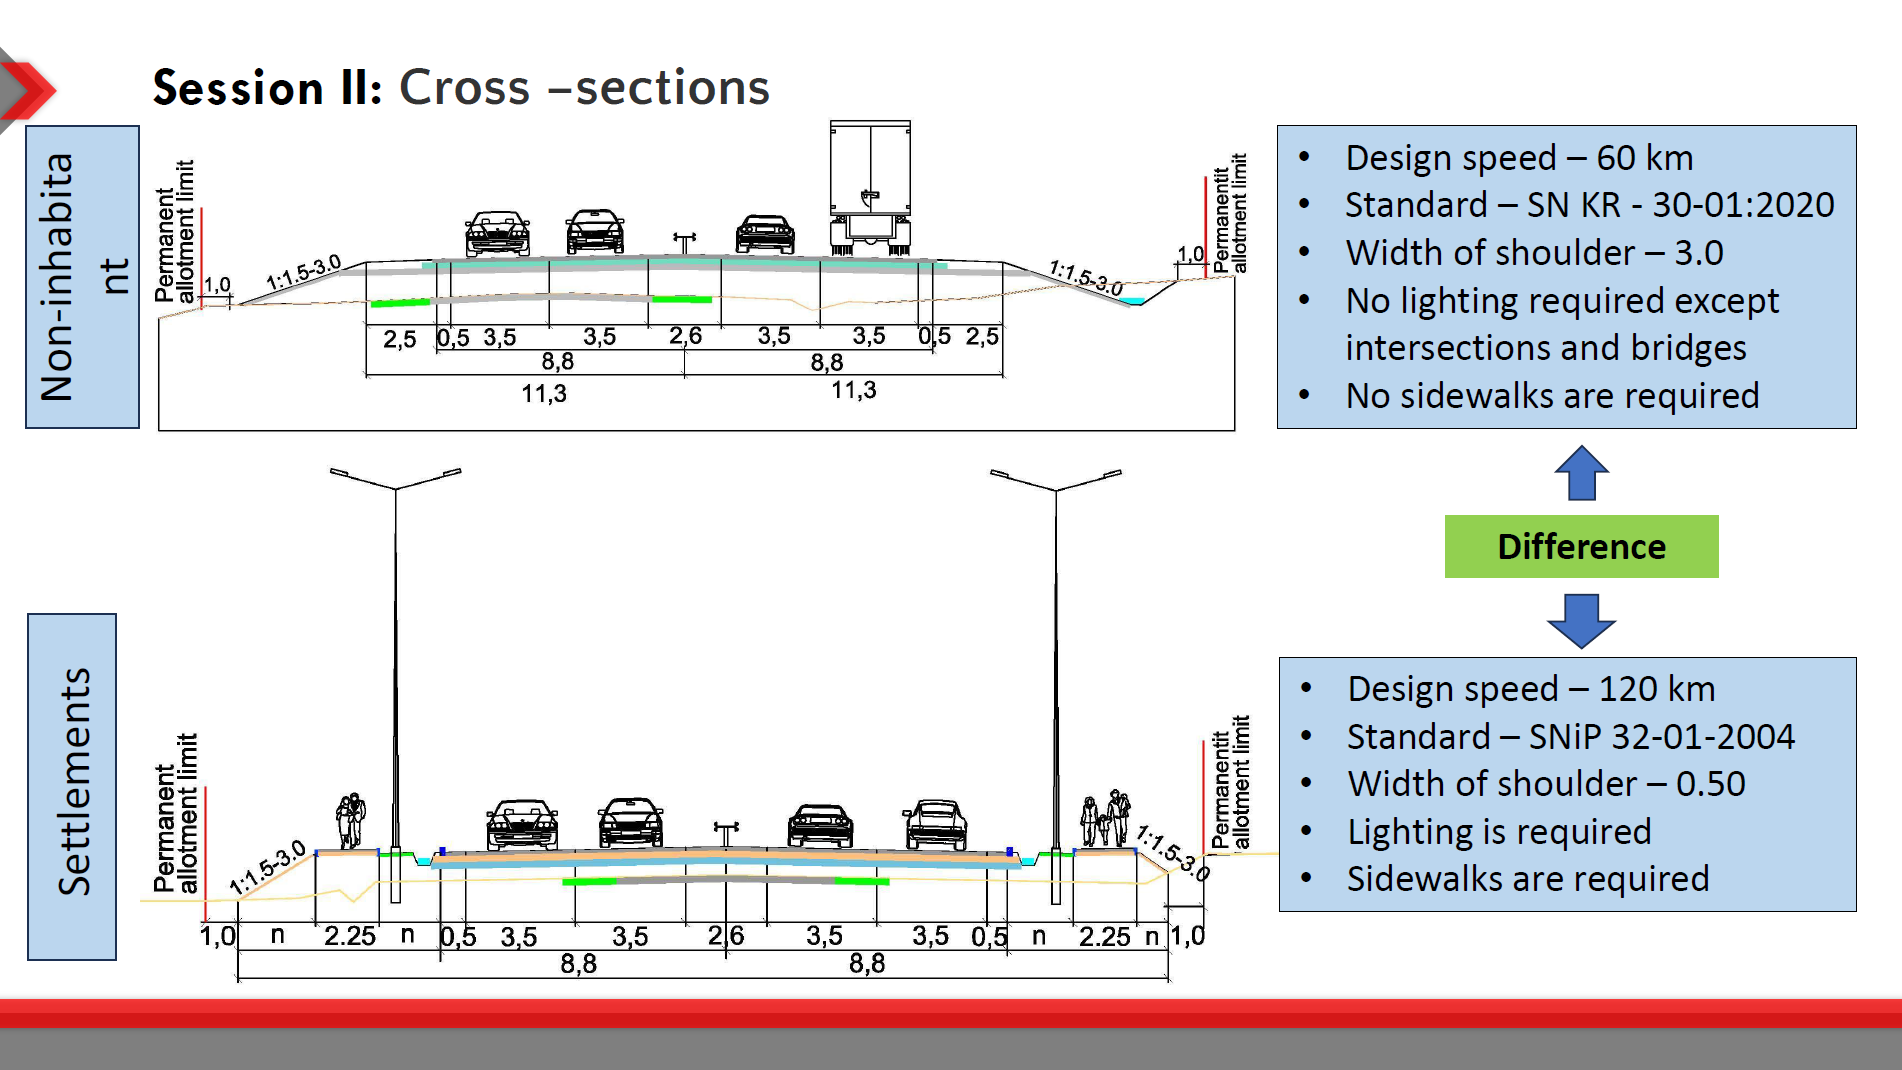 Session II: Cross –sections
Non-inhabita
nt
Permanent
allotment limit
1,0
1:1.5-3.0
1:1.5-3.0
1,0
Permanentit
allotment limit
2,5 0,5 3,5 3,5 2,6 3,5 3,5 0,5 2,5
8,8 8,8
11,3 11,3
• Design speed – 60 km
• Standard – SN KR - 30-01:2020
• Width of shoulder – 3.0
• No lighting required except
intersections and bridges
• No sidewalks are required
Difference
Settlements
Permanent
allotment limit
1:1.5-3.0
1:1.5-3.0
Permanentit
allotment limit
1,0 n 2.25 n 0,5 3,5 3,5 2,6 3,5 3,5 0,5 n 2.25 n 1,0
8,8 8,8
• Design speed – 120 km
• Standard – SNiP 32-01-2004
• Width of shoulder – 0.50
• Lighting is required
• Sidewalks are required